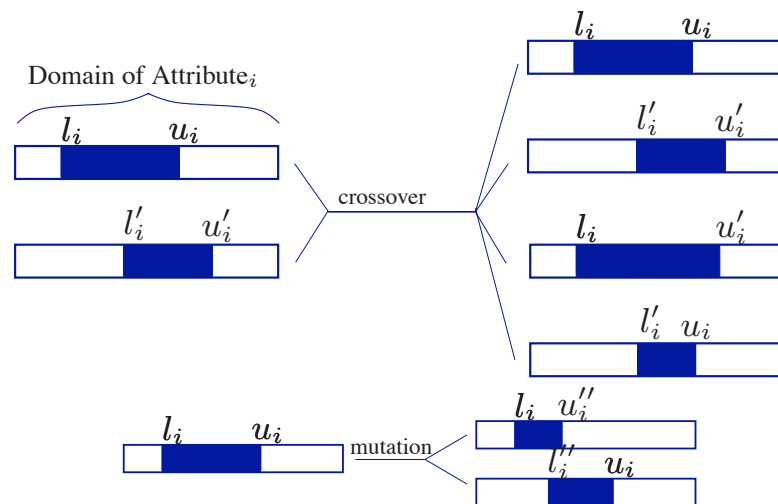 Domain of Attribute_i
l_i u_i
l'_i u'_i
crossover
l_i u_i
l'_i u'_i
l_i u'_i
l'_i u_i
l_i u_i
mutation
l_i u''_i
l''_i u_i